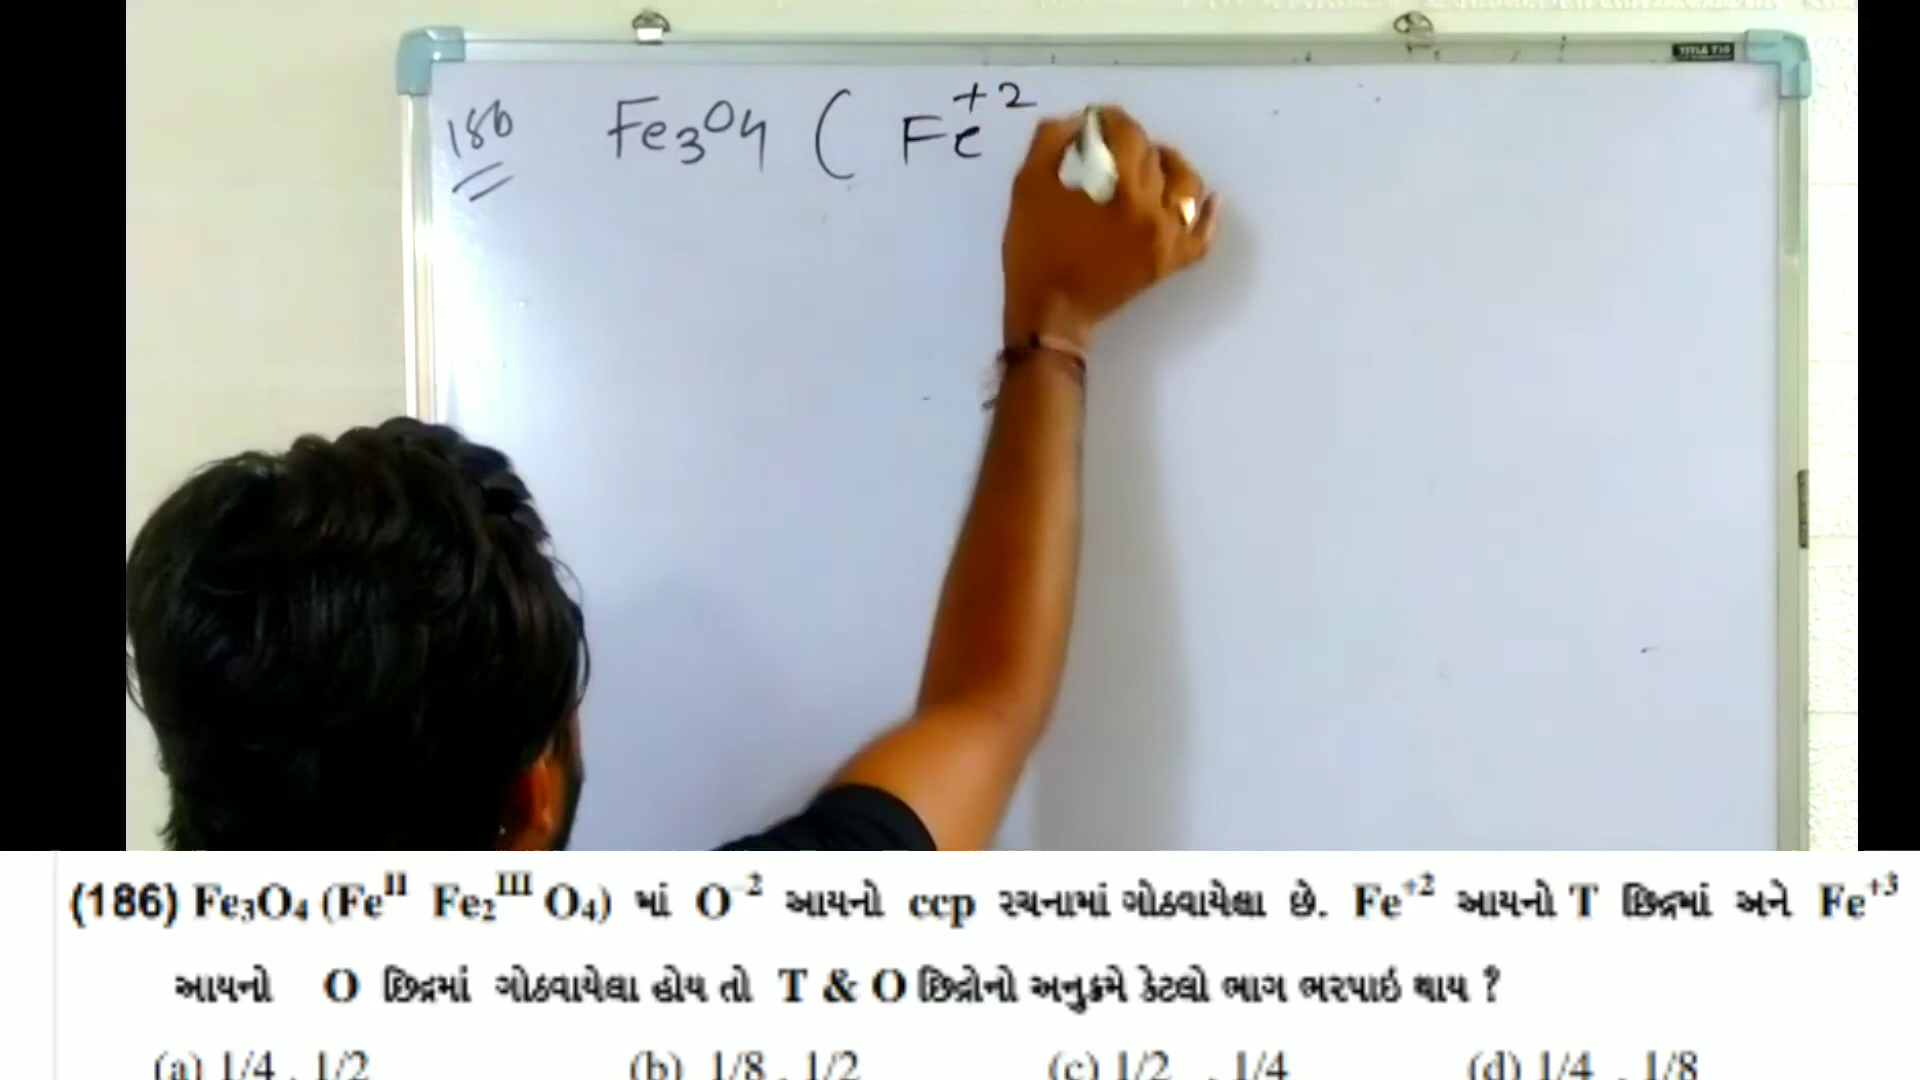 TITLE T10
186 Fe3O4 ( Fe+2
(186) Fe3O4 (FeII Fe2III O4) માં O-2 આયનો ccp રચનામાં ગોઠવાયેલા છે. Fe+2 આયનો T છિદ્રમાં અને Fe+3
આયનો O છિદ્રમાં ગોઠવાયેલા હોય તો T & O છિદ્રોનો અનુક્રમે કેટલો ભાગ ભરપાઇ થાય ?
(a) 1/4 , 1/2 (b) 1/8 , 1/2 (c) 1/2 , 1/4 (d) 1/4 , 1/8